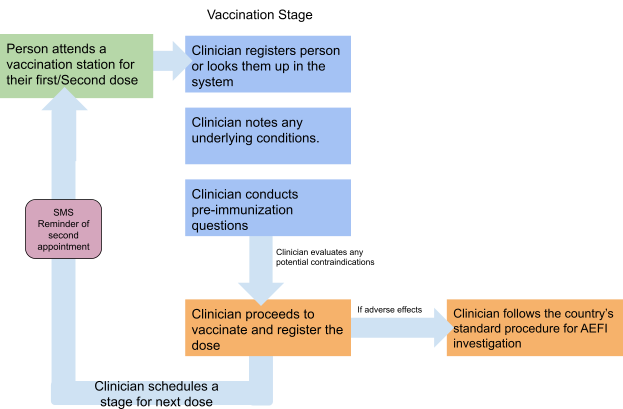 Vaccination Stage
Person attends a
vaccination station for
their first/Second dose
Clinician registers person
or looks them up in the
system
Clinician notes any
underlying conditions.
Clinician conducts
pre-immunization
questions
SMS
Reminder of
second
appointment
Clinician evaluates any
potential contraindications
Clinician proceeds to
vaccinate and register the
dose
If adverse effects
Clinician follows the country's
standard procedure for AEFI
investigation
Clinician schedules a
stage for next dose